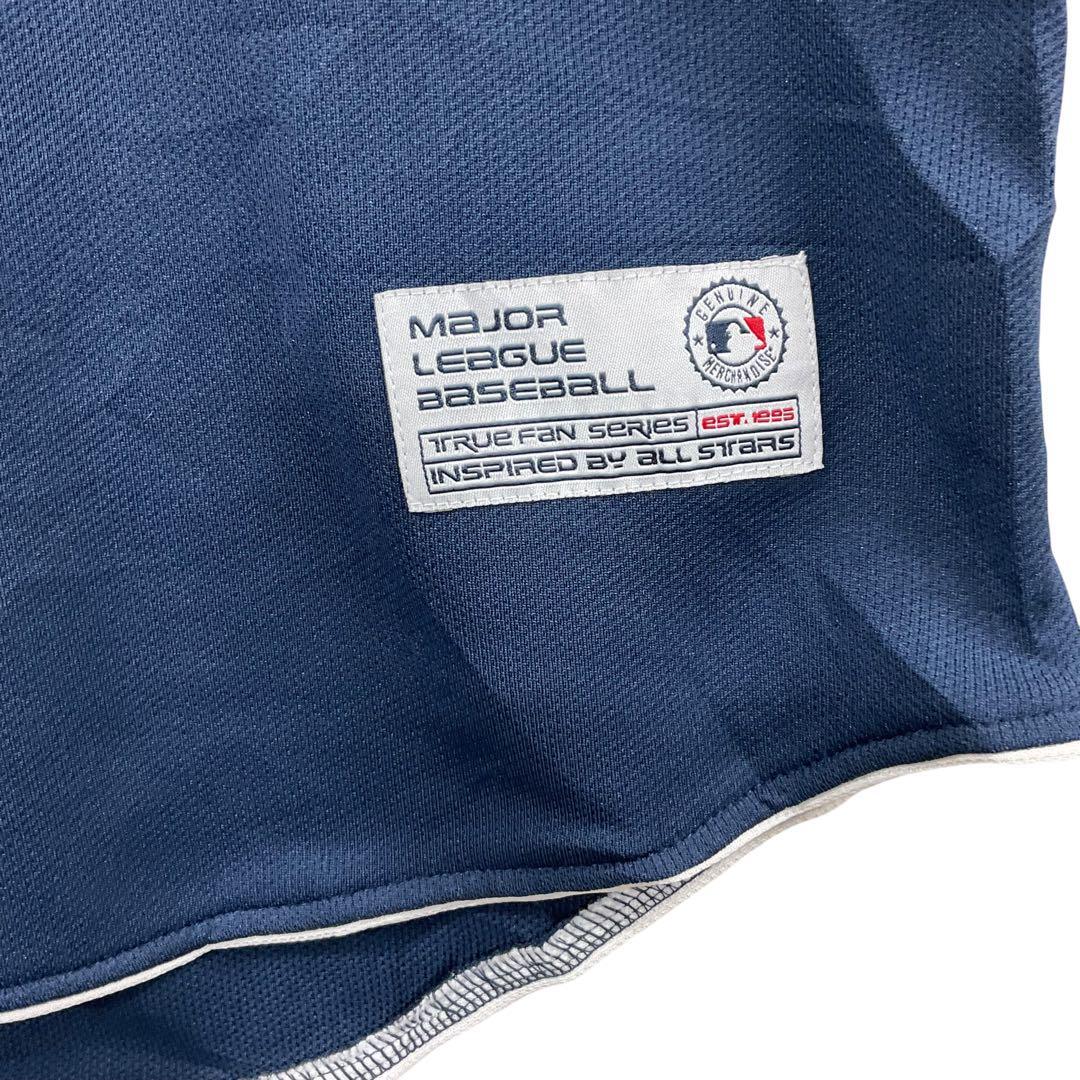 MAJOR
LEAGUE
BASEBALL
GENUINE
MERCHANDISE
TRUE FAN SERIES EST. 1995
INSPIRED BY ALL STARS